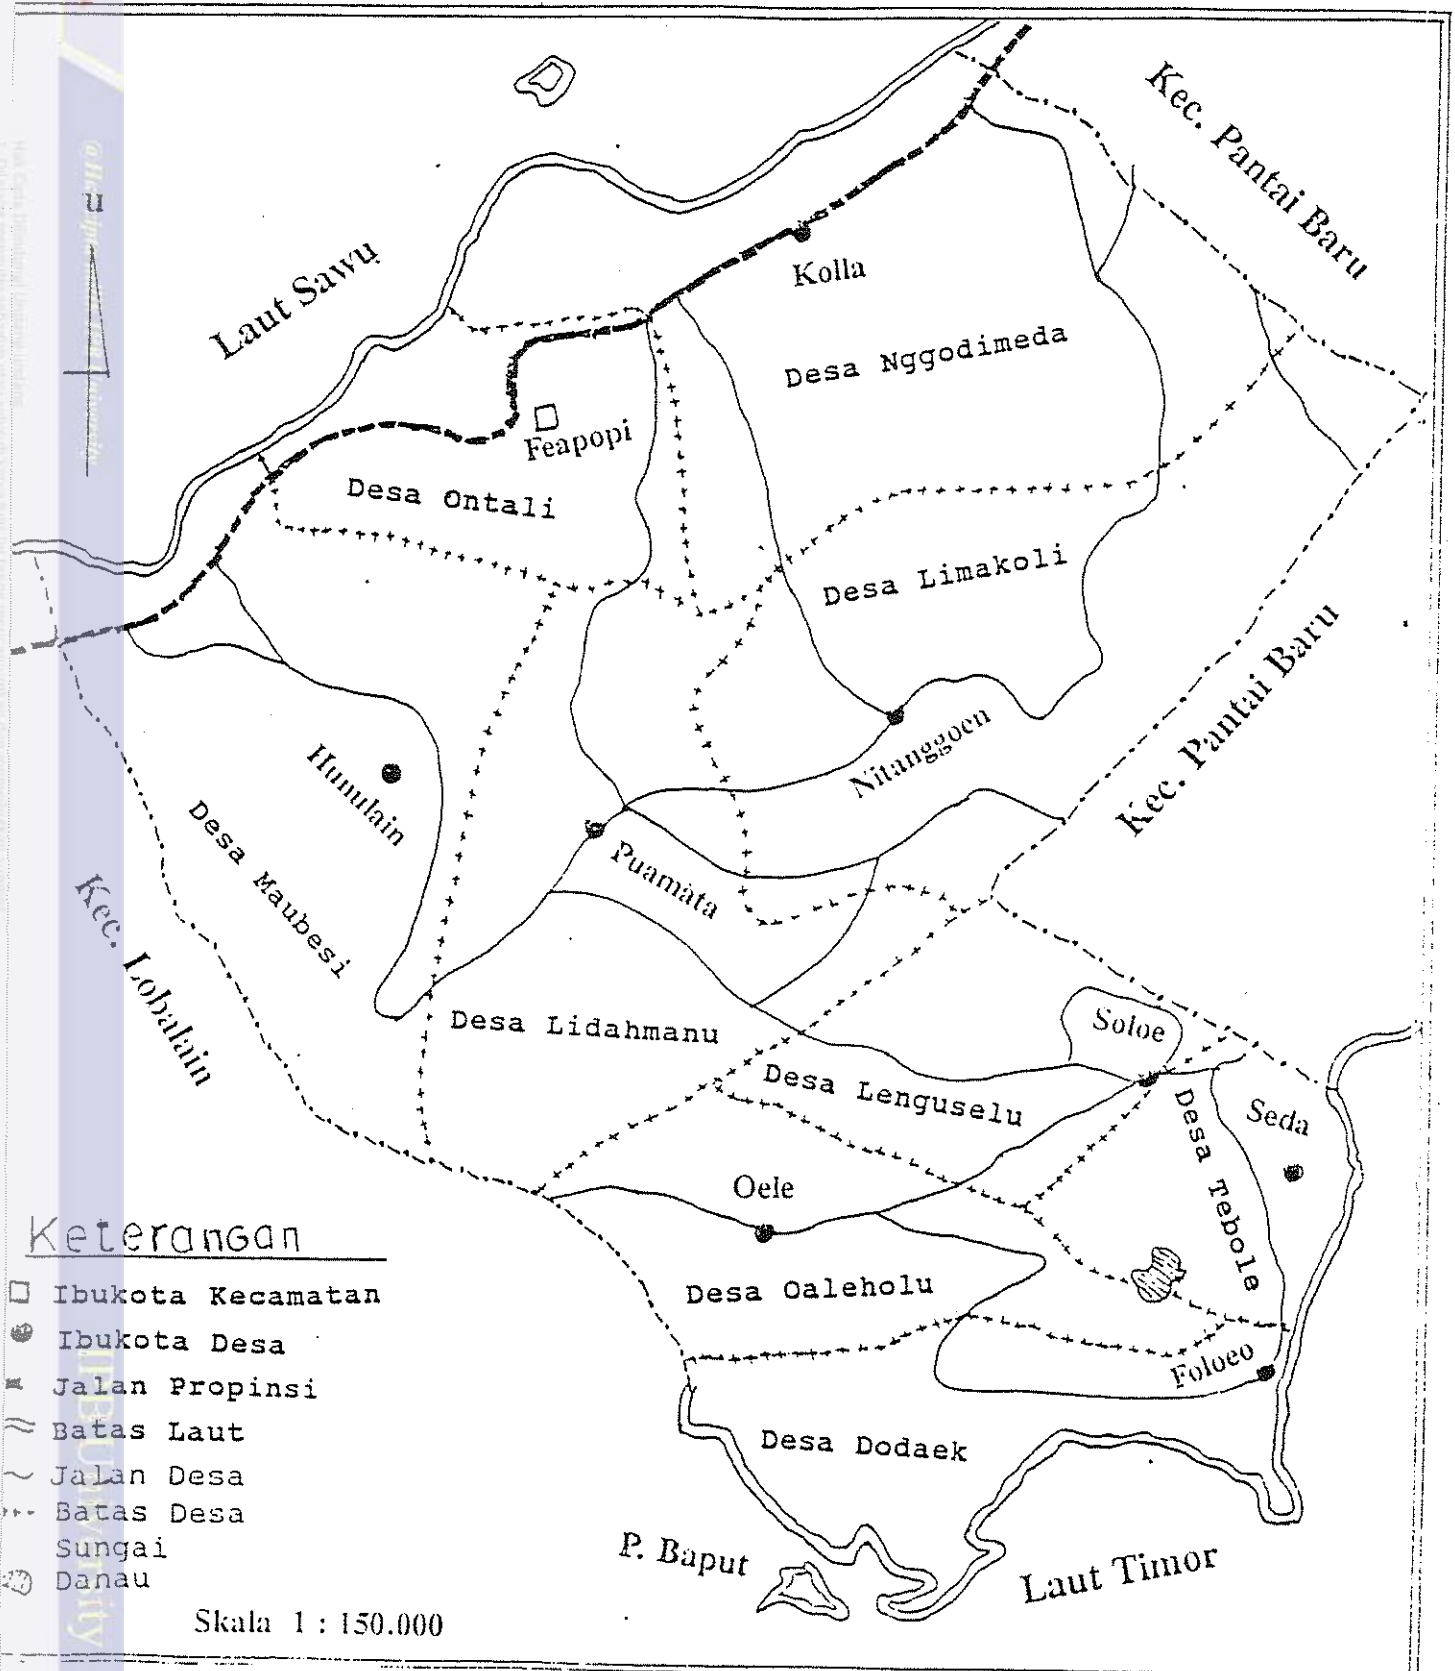 Kec. Pantai Baru
u
Laut Sawu
Kolla
Desa Nggodimeda
Feapopi
Desa Ontali
Desa Limakoli
Kec. Pantai Baru
Nitanggoen
Hunulain
Desa Maubesi
Puamata
Kec. Lobalain
Desa Lidahmanu
Soloe
Desa Lenguselu
Desa Tebole
Seda
Oele
Desa Oaleholu
Foloeo
Desa Dodaek
P. Baput
Laut Timor
Keterangan
Ibukota Kecamatan
Ibukota Desa
Jalan Propinsi
Batas Laut
Jalan Desa
Batas Desa
Sungai
Danau
Skala 1 : 150.000
IPB University